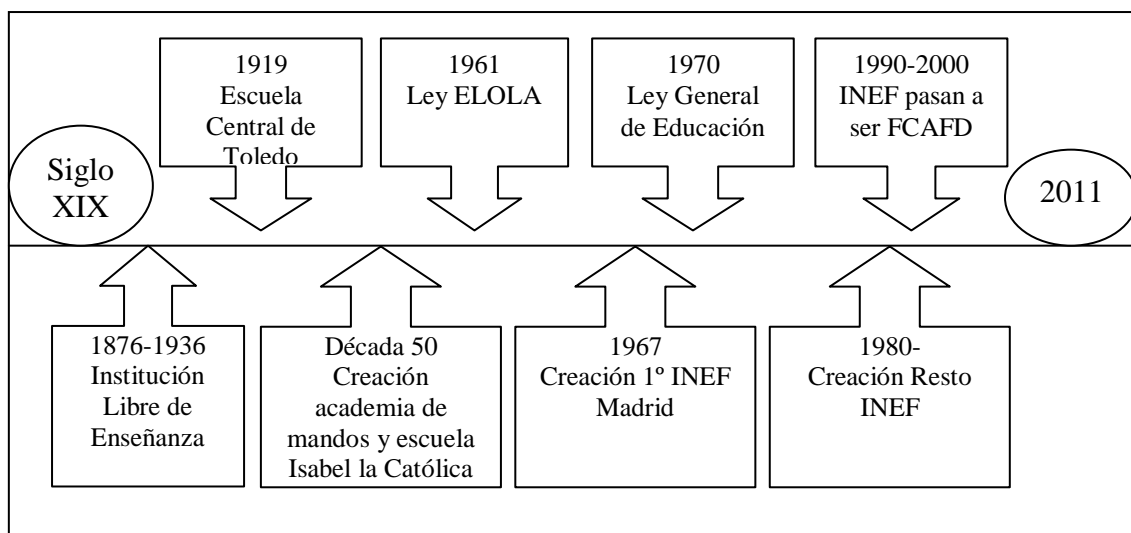 Siglo
XIX
1919
Escuela
Central de
Toledo
1961
Ley ELOLA
1970
Ley General
de Educación
1990-2000
INEF pasan a
ser FCAFD
2011
1876-1936
Institución
Libre de
Enseñanza
Década 50
Creación
academia de
mandos y escuela
Isabel la Católica
1967
Creación 1º INEF
Madrid
1980-
Creación Resto
INEF